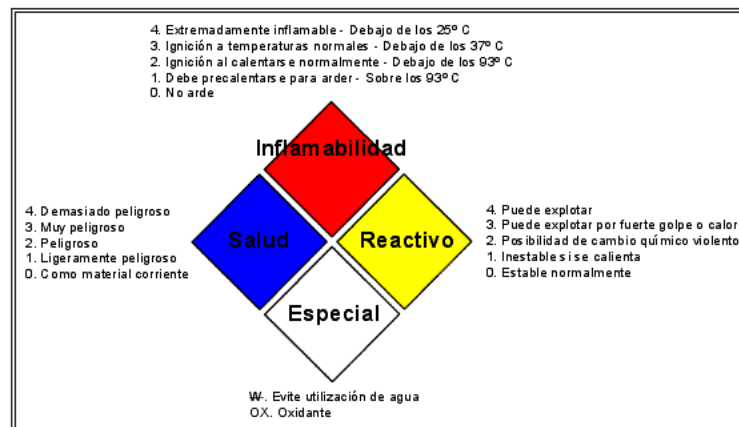 4. Extremadamente inflamable - Debajo de los 25º C
3. Ignición a temperaturas normales - Debajo de los 37º C
2. Ignición al calentarse normalmente - Debajo de los 93º C
1. Debe precalentarse para arder - Sobre los 93º C
0. No arde
Inflamabilidad
4. Demasiado peligroso
3. Muy peligroso
2. Peligroso
1. Ligeramente peligroso
0. Como material corriente
Salud
Reactivo
4. Puede explotar
3. Puede explotar por fuerte golpe o calor
2. Posibilidad de cambio químico violento
1. Inestable si se calienta
0. Estable normalmente
Especial
W. Evite utilización de agua
OX. Oxidante